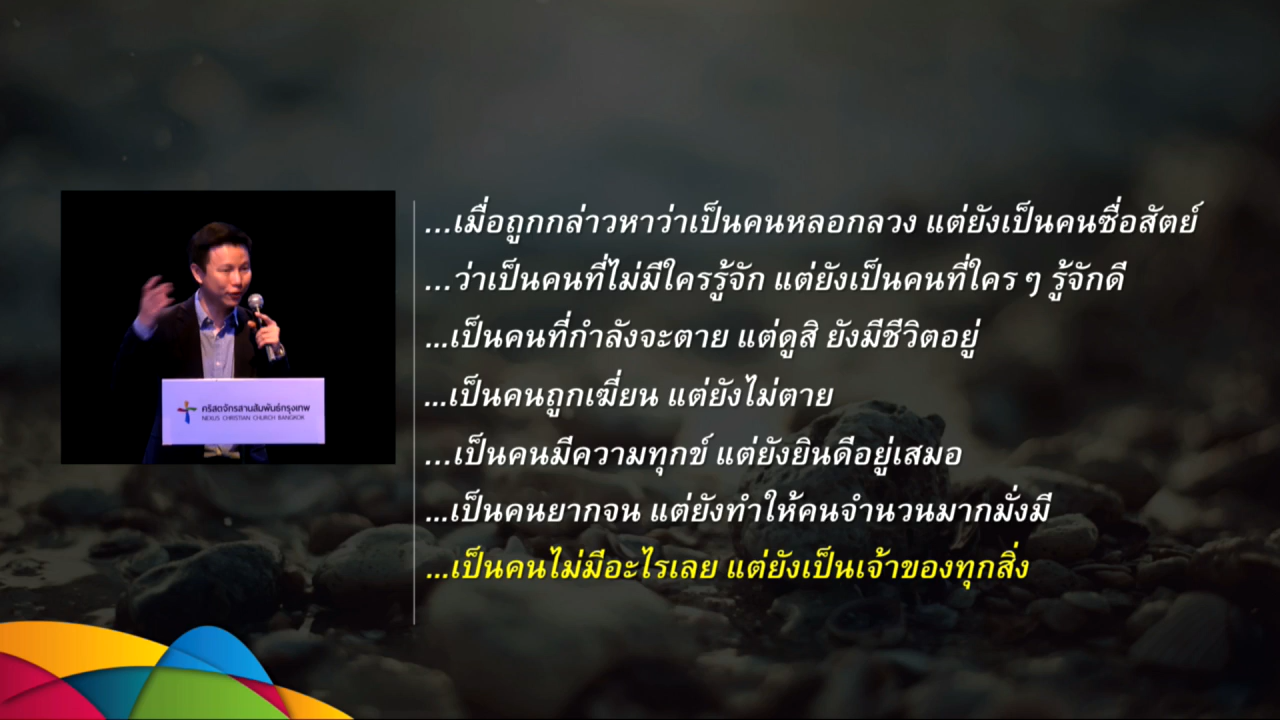 ...เมื่อถูกกล่าวหาว่าเป็นคนหลอกลวง แต่ยังเป็นคนซื่อสัตย์
...ว่าเป็นคนที่ไม่มีใครรู้จัก แต่ยังเป็นคนที่ใคร ๆ รู้จักดี
...เป็นคนที่กำลังจะตาย แต่ดูสิ ยังมีชีวิตอยู่
...เป็นคนถูกเฆี่ยน แต่ยังไม่ตาย
...เป็นคนมีความทุกข์ แต่ยังยินดีอยู่เสมอ
...เป็นคนยากจน แต่ยังทำให้คนจำนวนมากมั่งมี
...เป็นคนไม่มีอะไรเลย แต่ยังเป็นเจ้าของทุกสิ่ง
คริสตจักรสานสัมพันธ์กรุงเทพ
NEXUS CHRISTIAN CHURCH BANGKOK